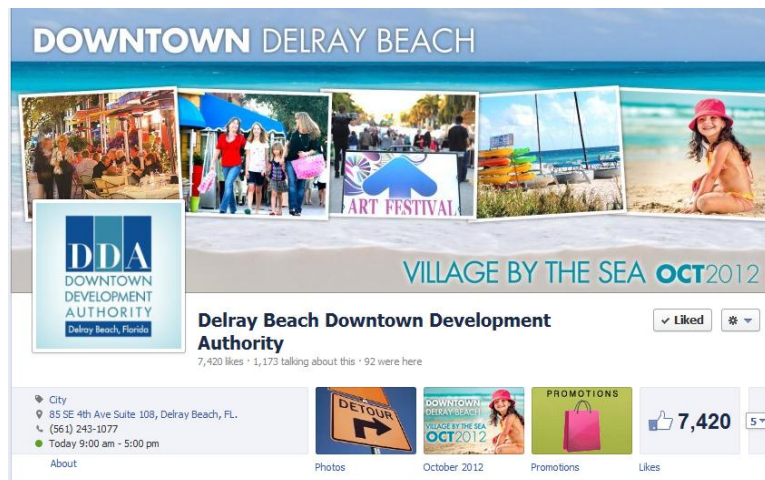 DOWNTOWN DELRAY BEACH
ART FESTIVAL
VILLAGE BY THE SEA OCT2012
DDA
DOWNTOWN
DEVELOPMENT
AUTHORITY
Delray Beach, Florida
Delray Beach Downtown Development
Authority
7,420 likes · 1,173 talking about this · 92 were here
✓ Liked
City
85 SE 4th Ave Suite 108, Delray Beach, FL.
(561) 243-1077
Today 9:00 am - 5:00 pm
About
DETOUR
Photos
DOWNTOWN
DELRAY BEACH
VILLAGE BY THE SEA
OCT2012
October 2012
PROMOTIONS
Promotions
7,420
Likes
5